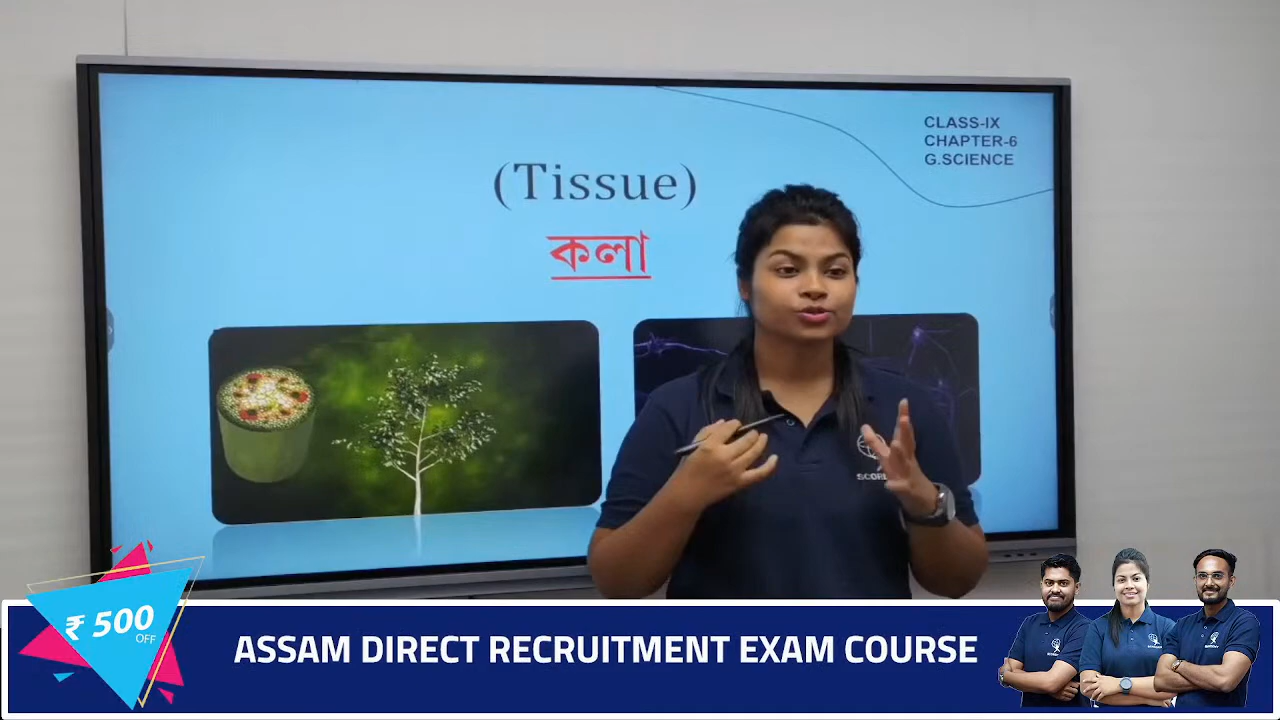 CLASS-IX
CHAPTER-6
G.SCIENCE
(Tissue)
কলা
₹ 500
OFF
ASSAM DIRECT RECRUITMENT EXAM COURSE